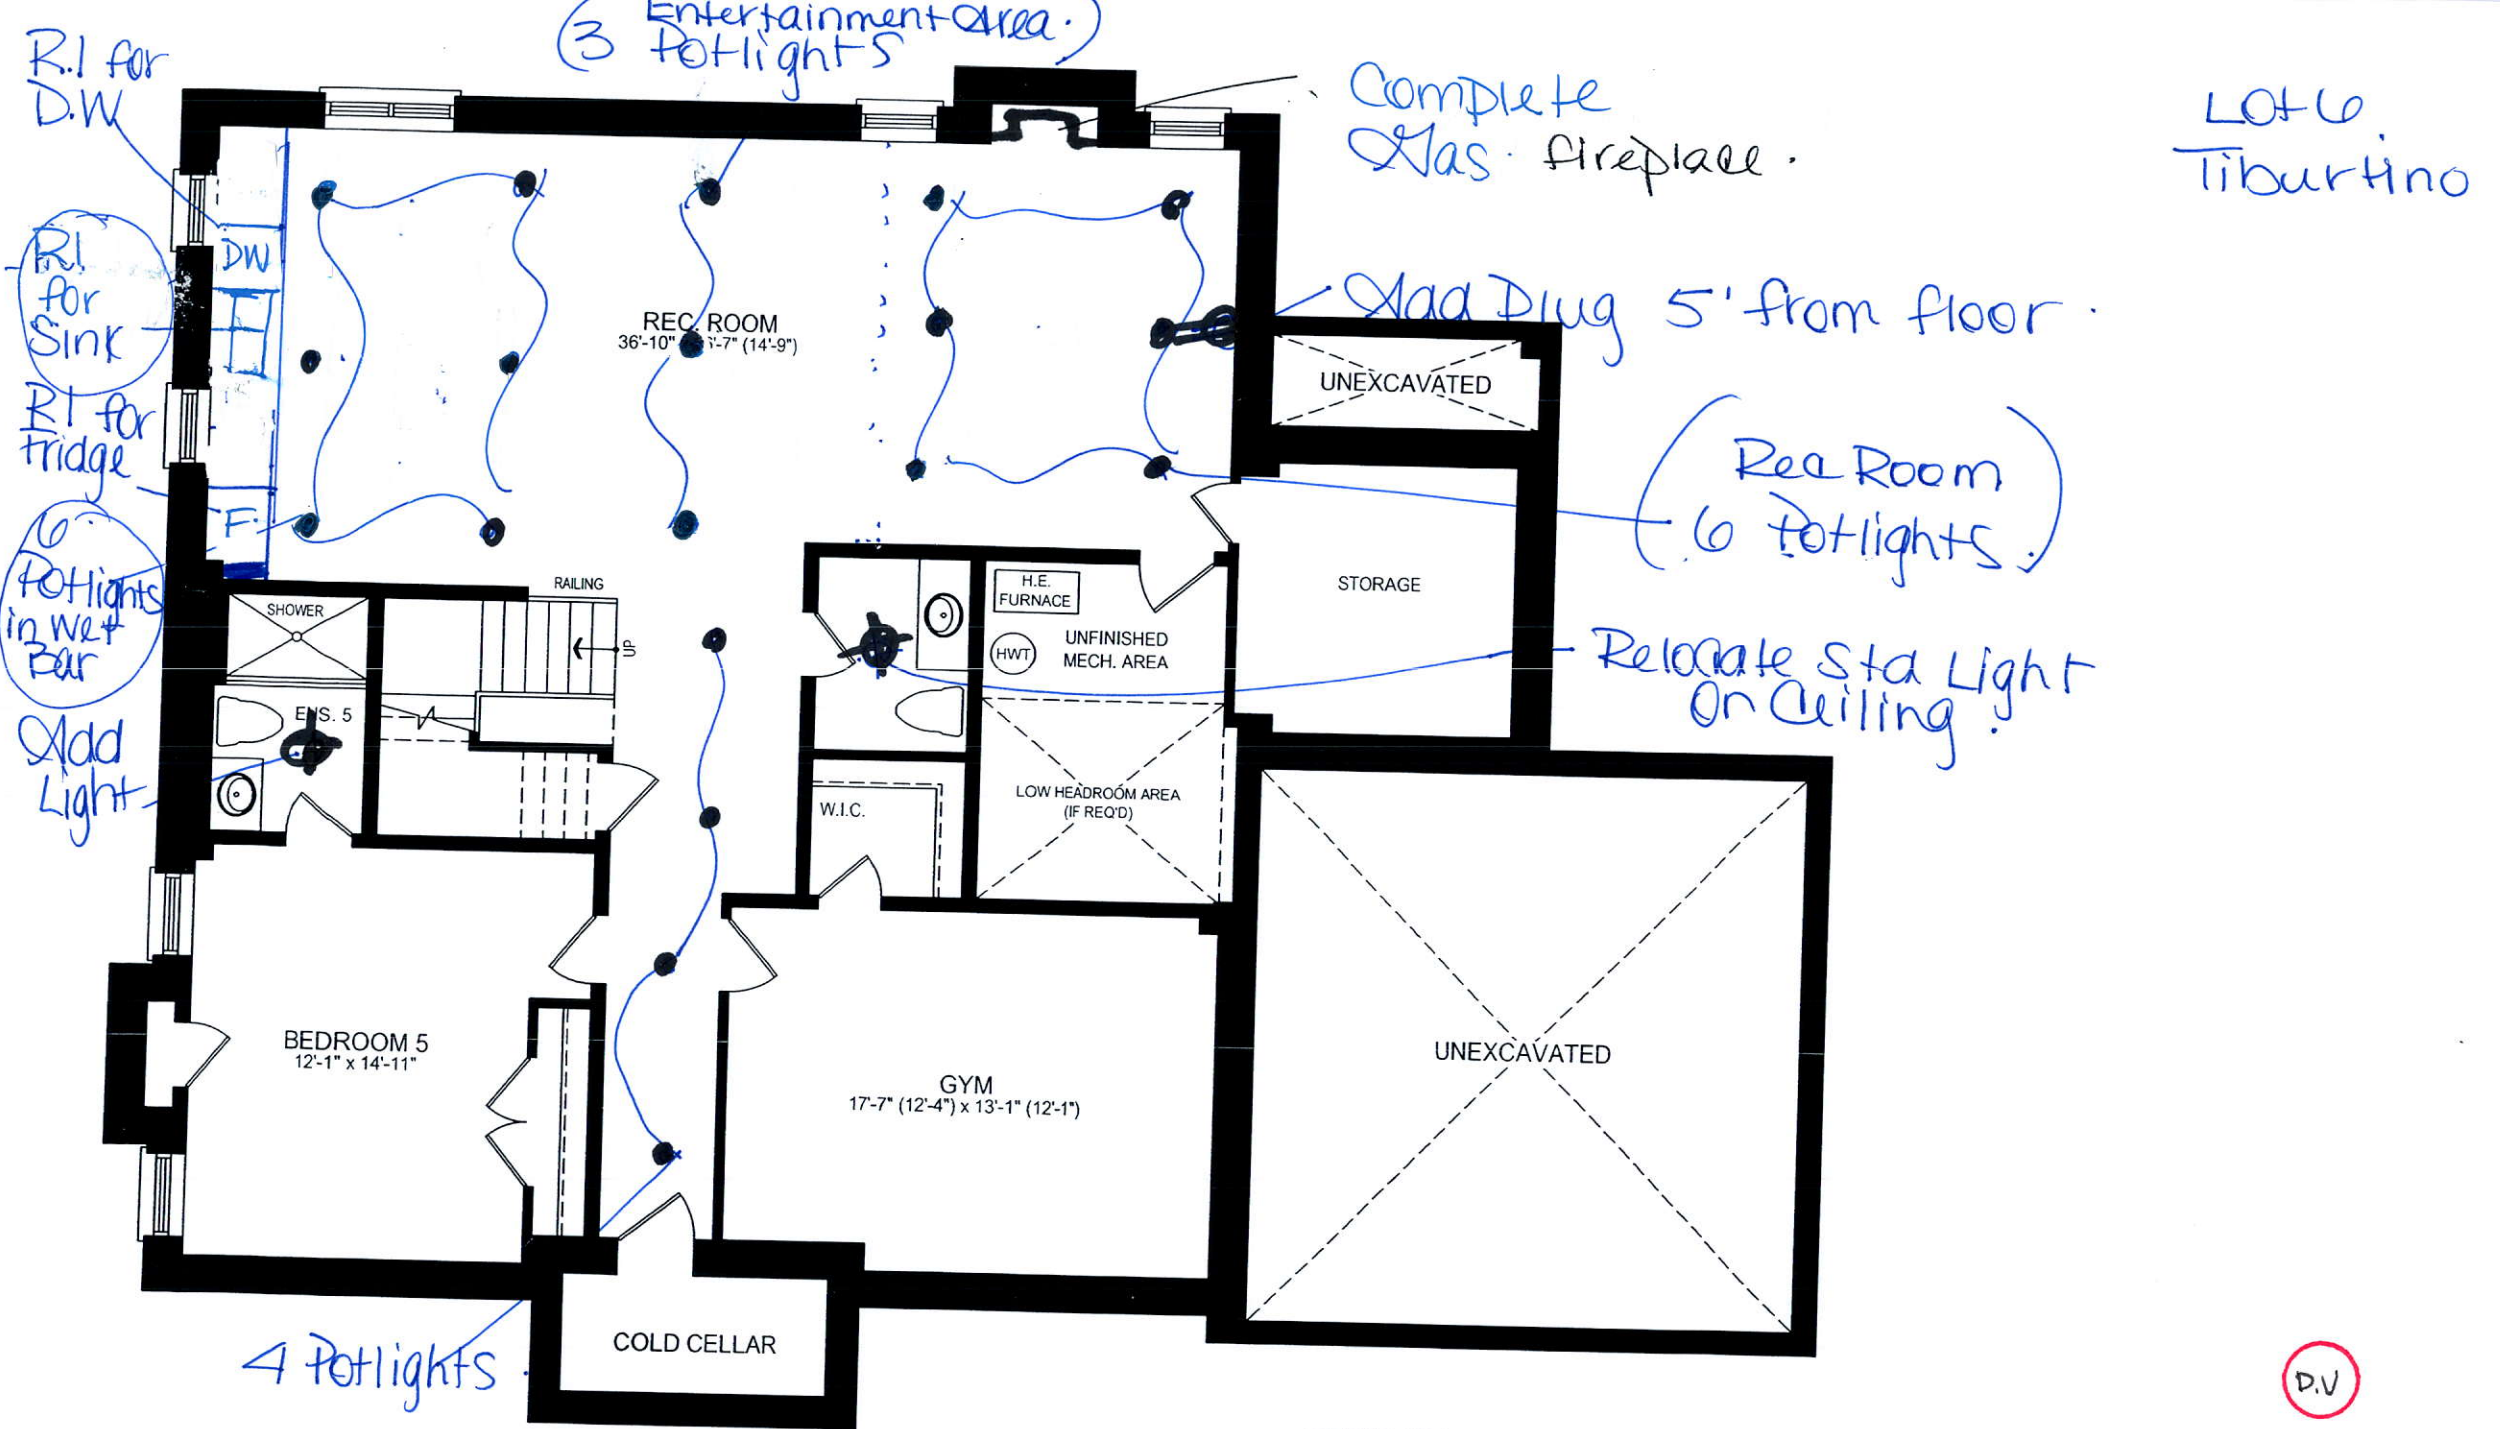 Entertainment Area.
(3 Potlights)
R.I for
D.W
Complete
Gas. fireplace.
Lot 6
Tiburtino
RI
for
Sink
DW
Add Plug 5' from floor.
REC. ROOM
36'-10" -7" (14'-9")
UNEXCAVATED
RI for
fridge
F.
(Rec Room
6 Potlights.)
6
Potlights
in Wet
Bar
RAILING
SHOWER
UP
H.E.
FURNACE
HWT
UNFINISHED
MECH. AREA
STORAGE
Relocate Std Light
On Ceiling.
ENS. 5
Add
Light
W.I.C.
LOW HEADROOM AREA
(IF REQ'D)
BEDROOM 5
12'-1" x 14'-11"
GYM
17'-7" (12'-4") x 13'-1" (12'-1")
UNEXCAVATED
COLD CELLAR
4 Potlights.
D.V